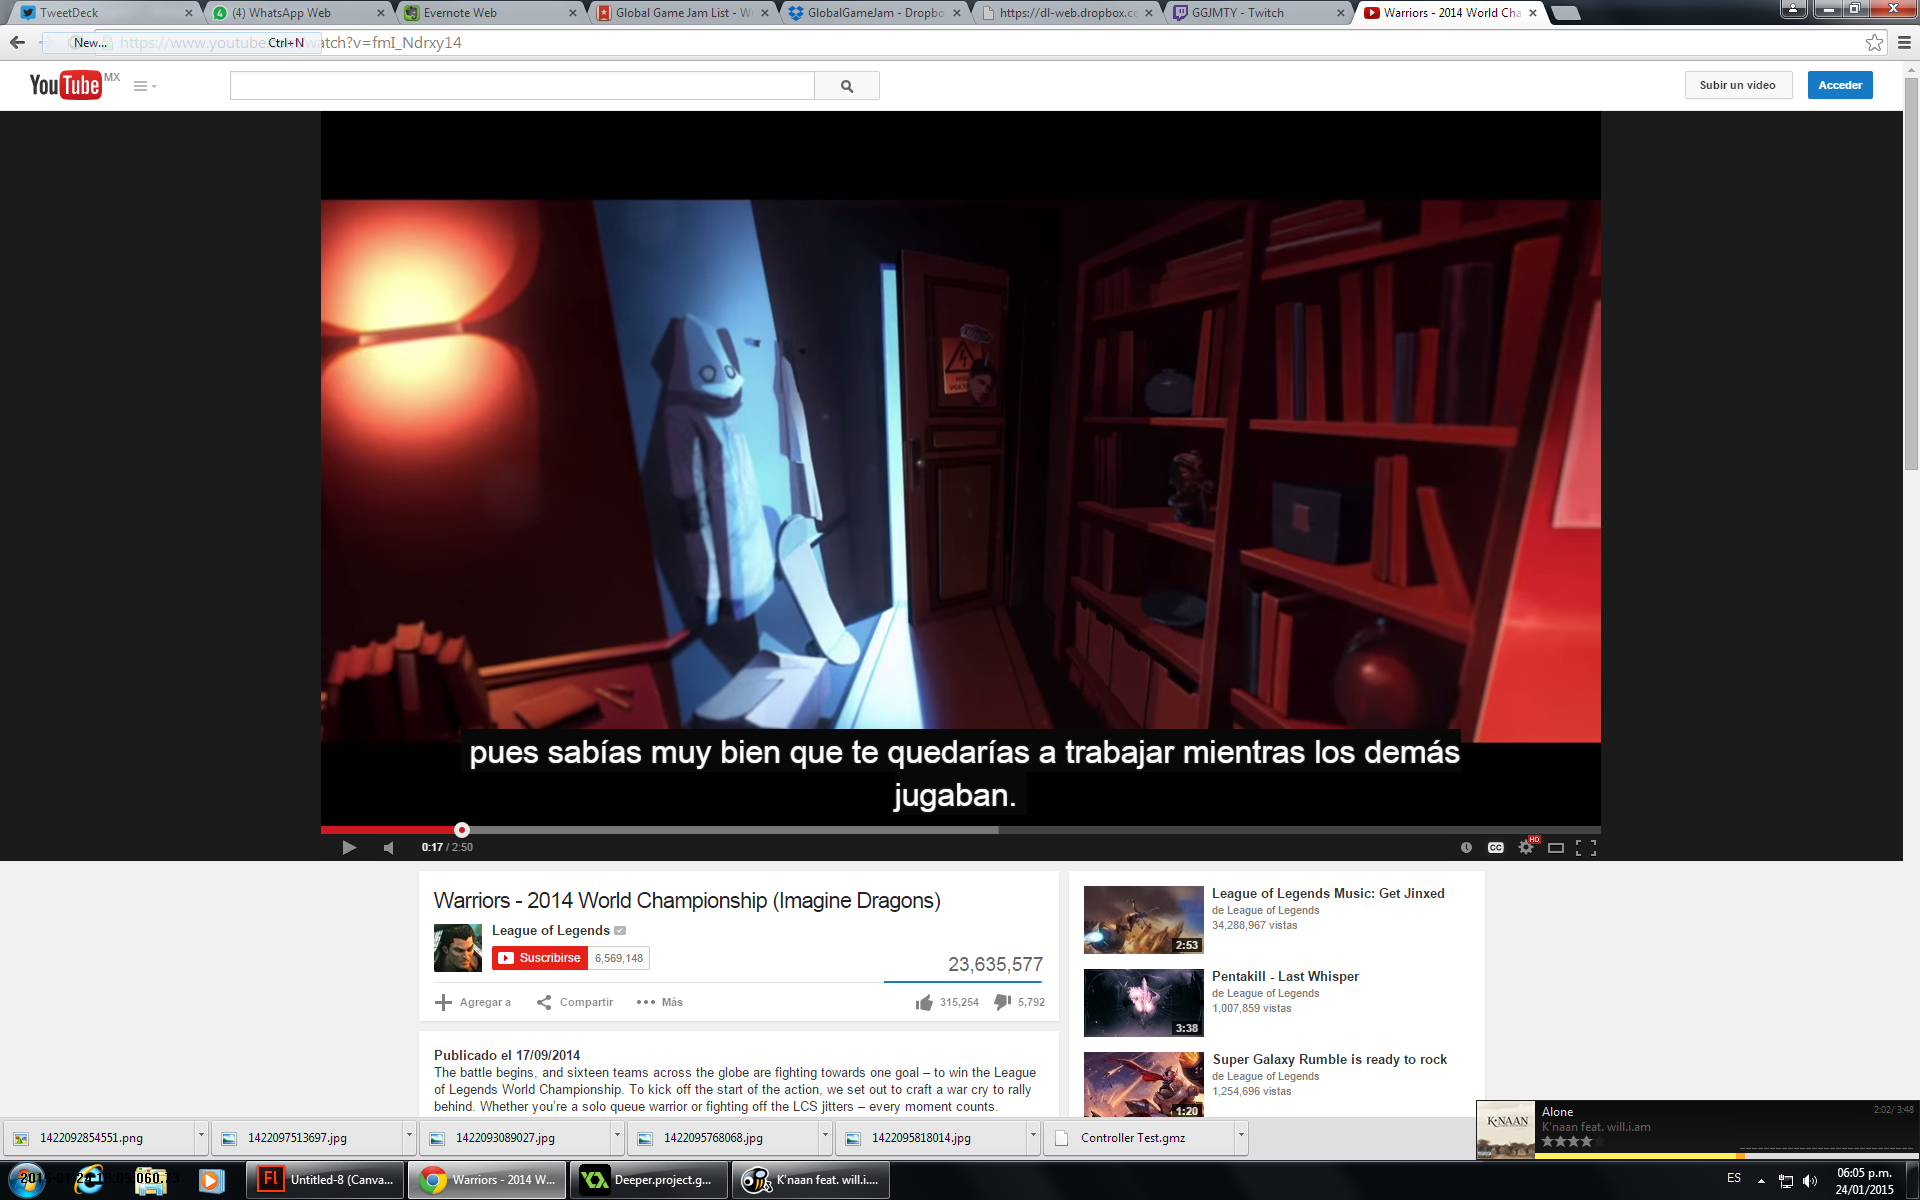 TweetDeck
(4) WhatsApp Web
Evernote Web
Global Game Jam List - W
GlobalGameJam - Dropbo
https://dl-web.dropbox.co
GGJMTY - Twitch
Warriors - 2014 World Cha
New... Ctrl+N
https://www.youtube. watch?v=fmI_Ndrxy14
YouTube MX
Subir un video
Acceder
pues sabías muy bien que te quedarías a trabajar mientras los demás
jugaban.
0:17 / 2:50
CC
HD
Warriors - 2014 World Championship (Imagine Dragons)
League of Legends
Suscribirse 6,569,148
23,635,577
Agregar a
Compartir
Más
315,254
5,792
Publicado el 17/09/2014
The battle begins, and sixteen teams across the globe are fighting towards one goal – to win the League
of Legends World Championship. To kick off the start of the action, we set out to craft a war cry to rally
behind. Whether you're a solo queue warrior or fighting off the LCS jitters – every moment counts.
League of Legends Music: Get Jinxed
de League of Legends
34,288,967 vistas
2:53
Pentakill - Last Whisper
de League of Legends
1,007,859 vistas
3:38
Super Galaxy Rumble is ready to rock
de League of Legends
1,254,696 vistas
1:20
1422092854551.png
1422097513697.jpg
1422093089027.jpg
1422095768068.jpg
1422095818014.jpg
Controller Test.gmz
K'NAAN
Alone
2:02/ 3:48
K'naan feat. will.i.am
Fl
Untitled-8 (Canva...
Warriors - 2014 W...
Deeper.project.g...
K'naan feat. will.i....
ES
06:05 p.m.
24/01/2015